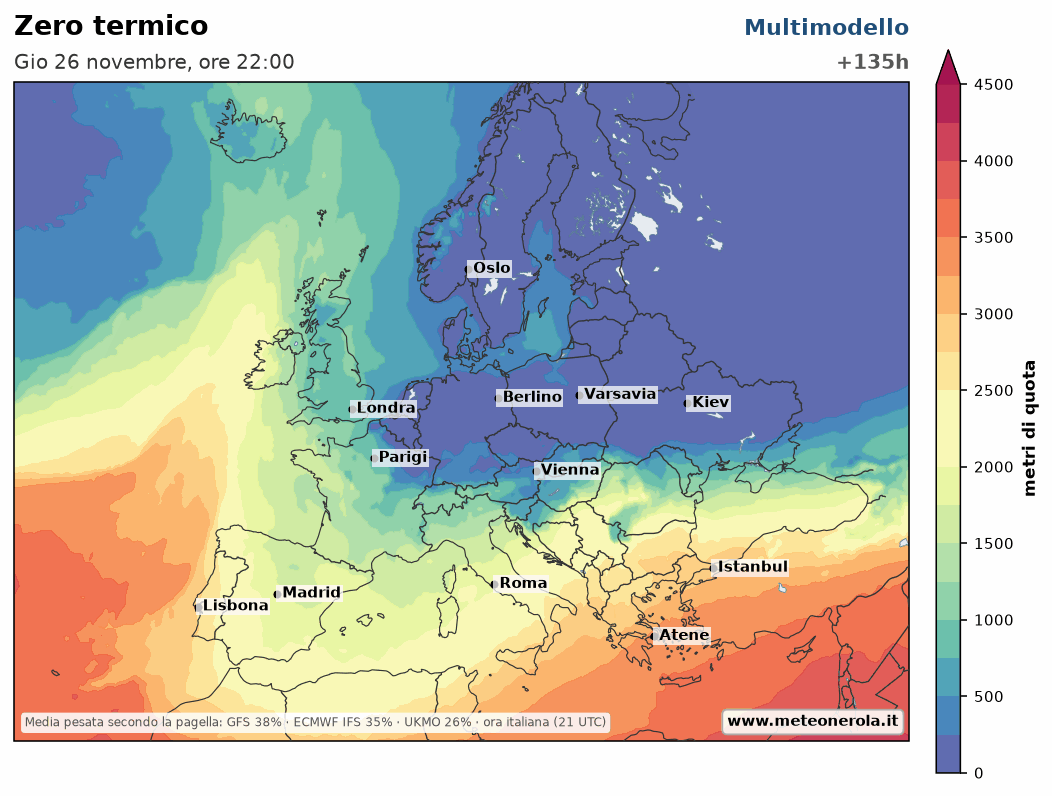 Zero termico
Multimodello
Gio 26 novembre, ore 22:00
+135h
4500
4000
3500
3000
2500
2000
1500
1000
500
0
metri di quota
Oslo
Berlino
Varsavia
Kiev
Londra
Parigi
Vienna
Istanbul
Roma
Madrid
Lisbona
Atene
Media pesata secondo la pagella: GFS 38% · ECMWF IFS 35% · UKMO 26% · ora italiana (21 UTC)
www.meteonerola.it